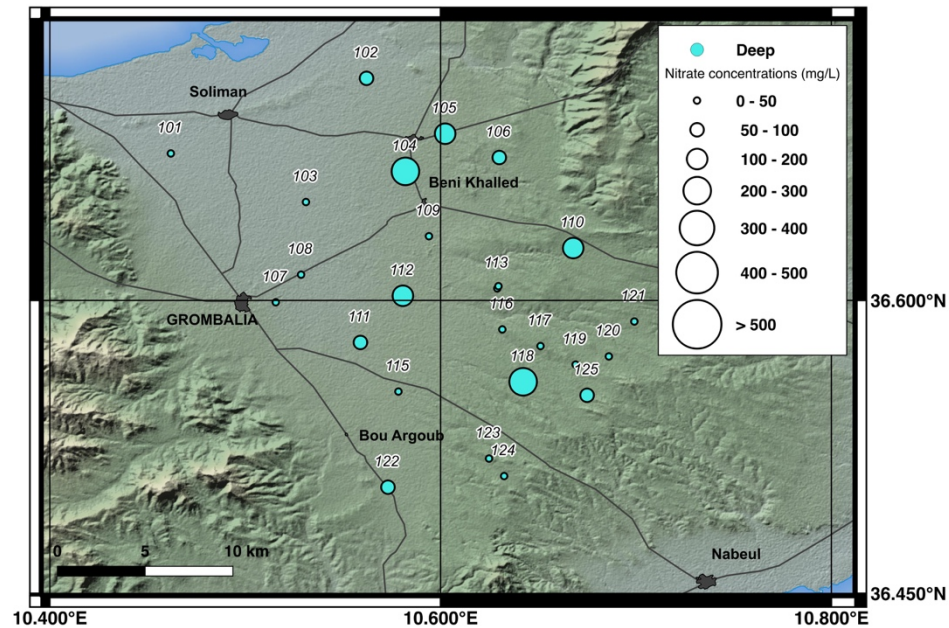 Deep
Nitrate concentrations (mg/L)
0 - 50
50 - 100
100 - 200
200 - 300
300 - 400
400 - 500
> 500
102
Soliman
105
101
106
104
103
Beni Khalled
109
110
108
112
113
107
121
116
GROMBALIA
111
117
120
119
118
115
125
Bou Argoub
123
124
122
0 5 10 km
Nabeul
36.600°N
36.450°N
10.400°E 10.600°E 10.800°E